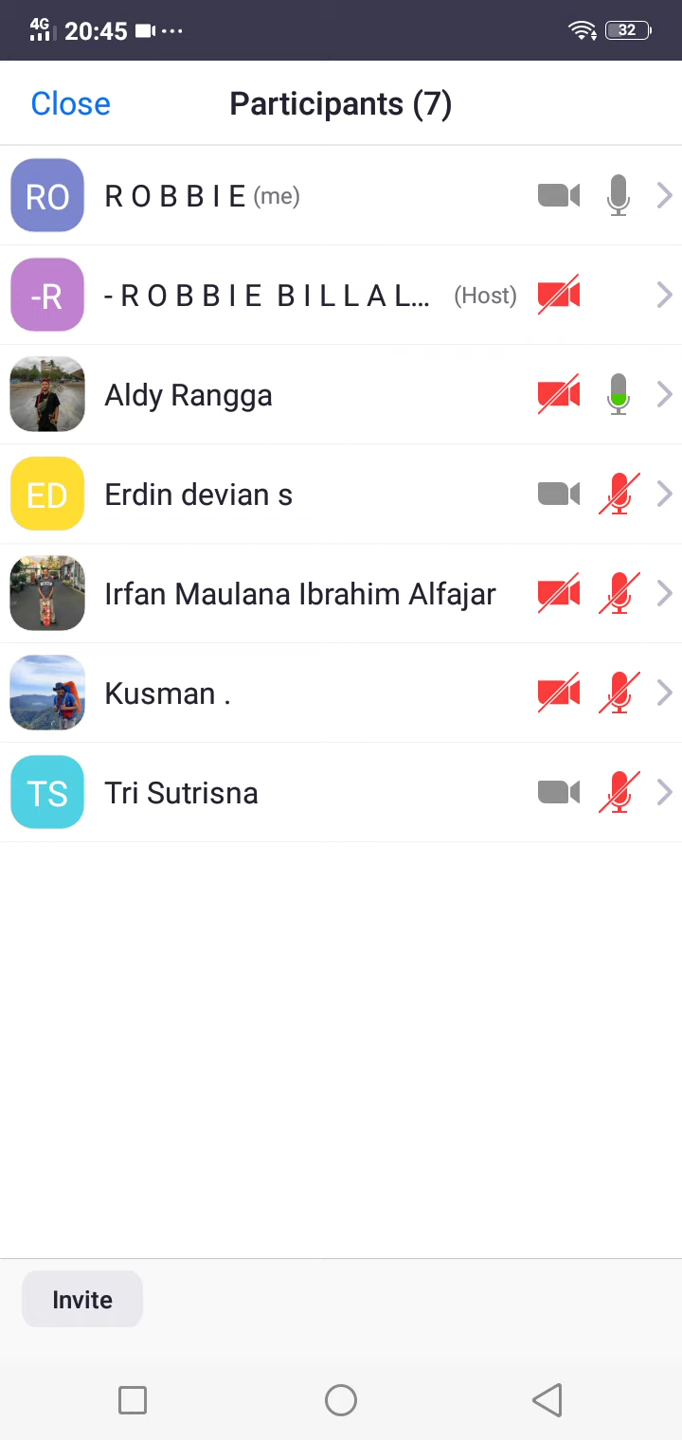 4G 20:45 32
Close Participants (7)
RO R O B B I E (me)
-R - R O B B I E B I L L A L... (Host)
Aldy Rangga
ED Erdin devian s
Irfan Maulana Ibrahim Alfajar
Kusman .
TS Tri Sutrisna
Invite